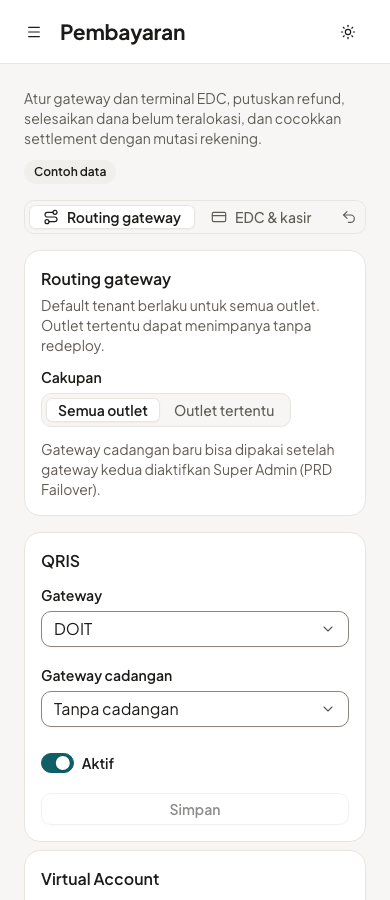 Pembayaran
Atur gateway dan terminal EDC, putuskan refund,
selesaikan dana belum teralokasi, dan cocokkan
settlement dengan mutasi rekening.
Contoh data
Routing gateway
EDC & kasir
Routing gateway
Default tenant berlaku untuk semua outlet.
Outlet tertentu dapat menimpanya tanpa
redeploy.
Cakupan
Semua outlet
Outlet tertentu
Gateway cadangan baru bisa dipakai setelah
gateway kedua diaktifkan Super Admin (PRD
Failover).
QRIS
Gateway
DOIT
Gateway cadangan
Tanpa cadangan
Aktif
Simpan
Virtual Account